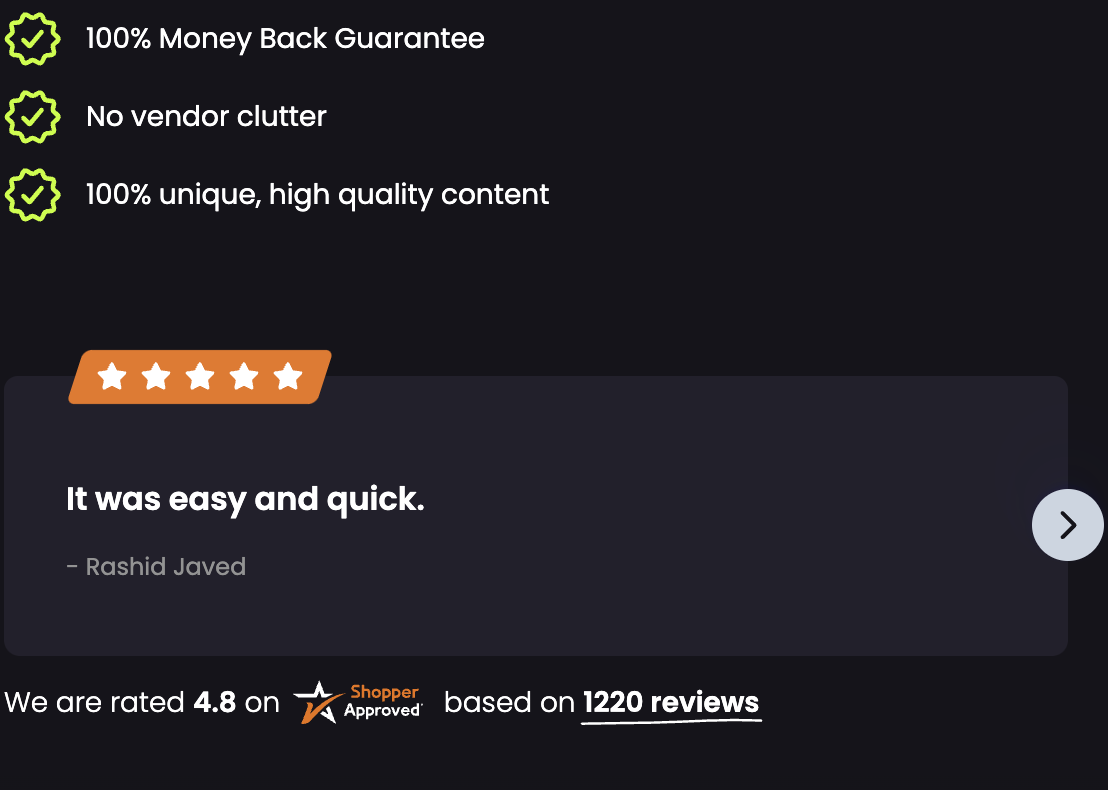 100% Money Back Guarantee
No vendor clutter
100% unique, high quality content
It was easy and quick.
- Rashid Javed
We are rated 4.8 on Shopper Approved based on 1220 reviews